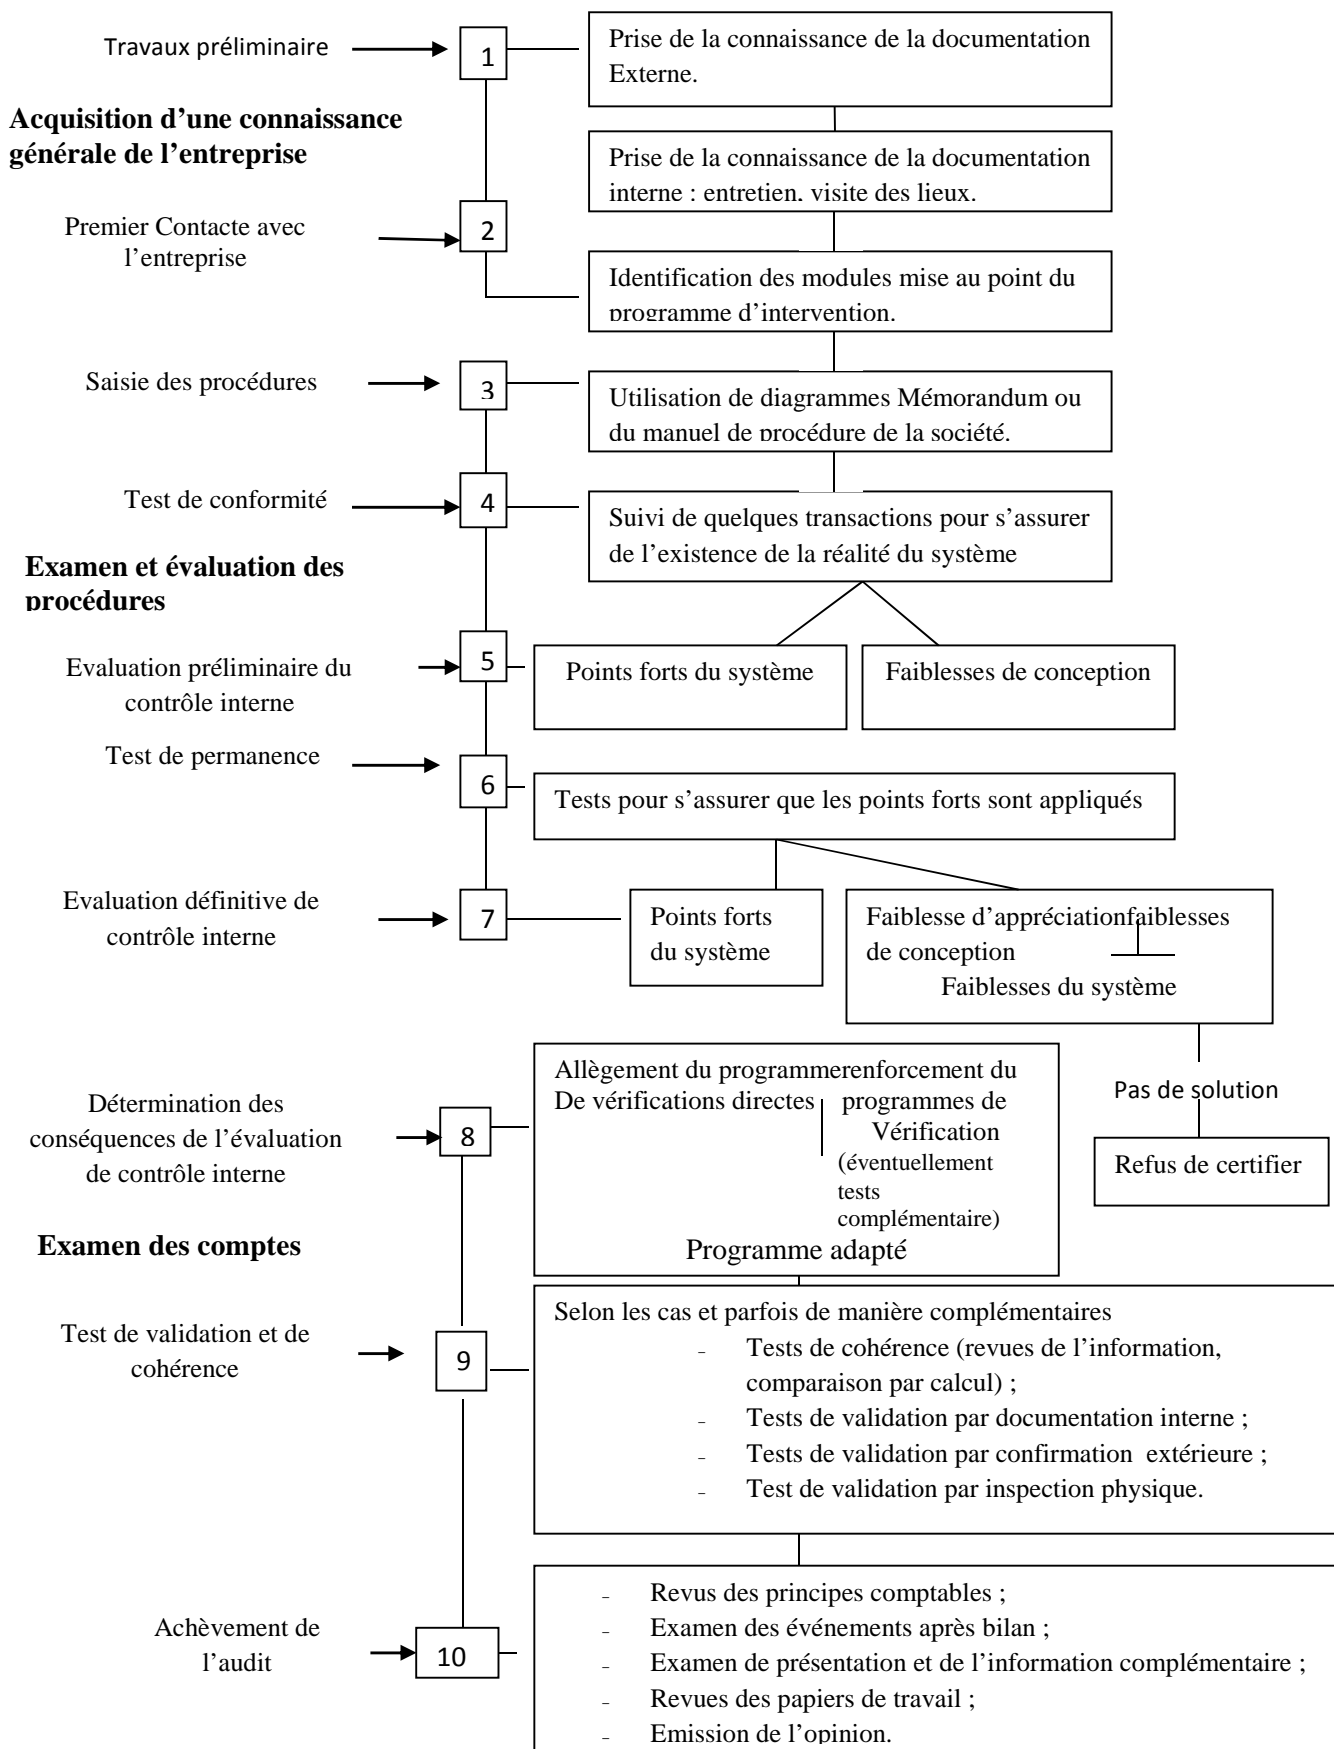 Travaux préliminaire
1
Prise de la connaissance de la documentation
Externe.
Acquisition d’une connaissance
générale de l’entreprise
Prise de la connaissance de la documentation
interne : entretien, visite des lieux.
Premier Contacte avec
l’entreprise
2
Identification des modules mise au point du
programme d’intervention.
Saisie des procédures
3
Utilisation de diagrammes Mémorandum ou
du manuel de procédure de la société.
Test de conformité
4
Suivi de quelques transactions pour s’assurer
de l’existence de la réalité du système
Examen et évaluation des
procédures
Evaluation préliminaire du
contrôle interne
5
Points forts du système
Faiblesses de conception
Test de permanence
6
Tests pour s’assurer que les points forts sont appliqués
Evaluation définitive de
contrôle interne
7
Points forts
du système
Faiblesse d’appréciationfaiblesses
de conception
Faiblesses du système
Détermination des
conséquences de l’évaluation
de contrôle interne
8
Allègement du programmerenforcement du
De vérifications directes programmes de
Vérification
(éventuellement
tests
complémentaire)
Programme adapté
Pas de solution
Refus de certifier
Examen des comptes
Test de validation et de
cohérence
9
Selon les cas et parfois de manière complémentaires
- Tests de cohérence (revues de l’information,
comparaison par calcul) ;
- Tests de validation par documentation interne ;
- Tests de validation par confirmation extérieure ;
- Test de validation par inspection physique.
Achèvement de
l’audit
10
- Revus des principes comptables ;
- Examen des événements après bilan ;
- Examen de présentation et de l’information complémentaire ;
- Revues des papiers de travail ;
- Emission de l’opinion.